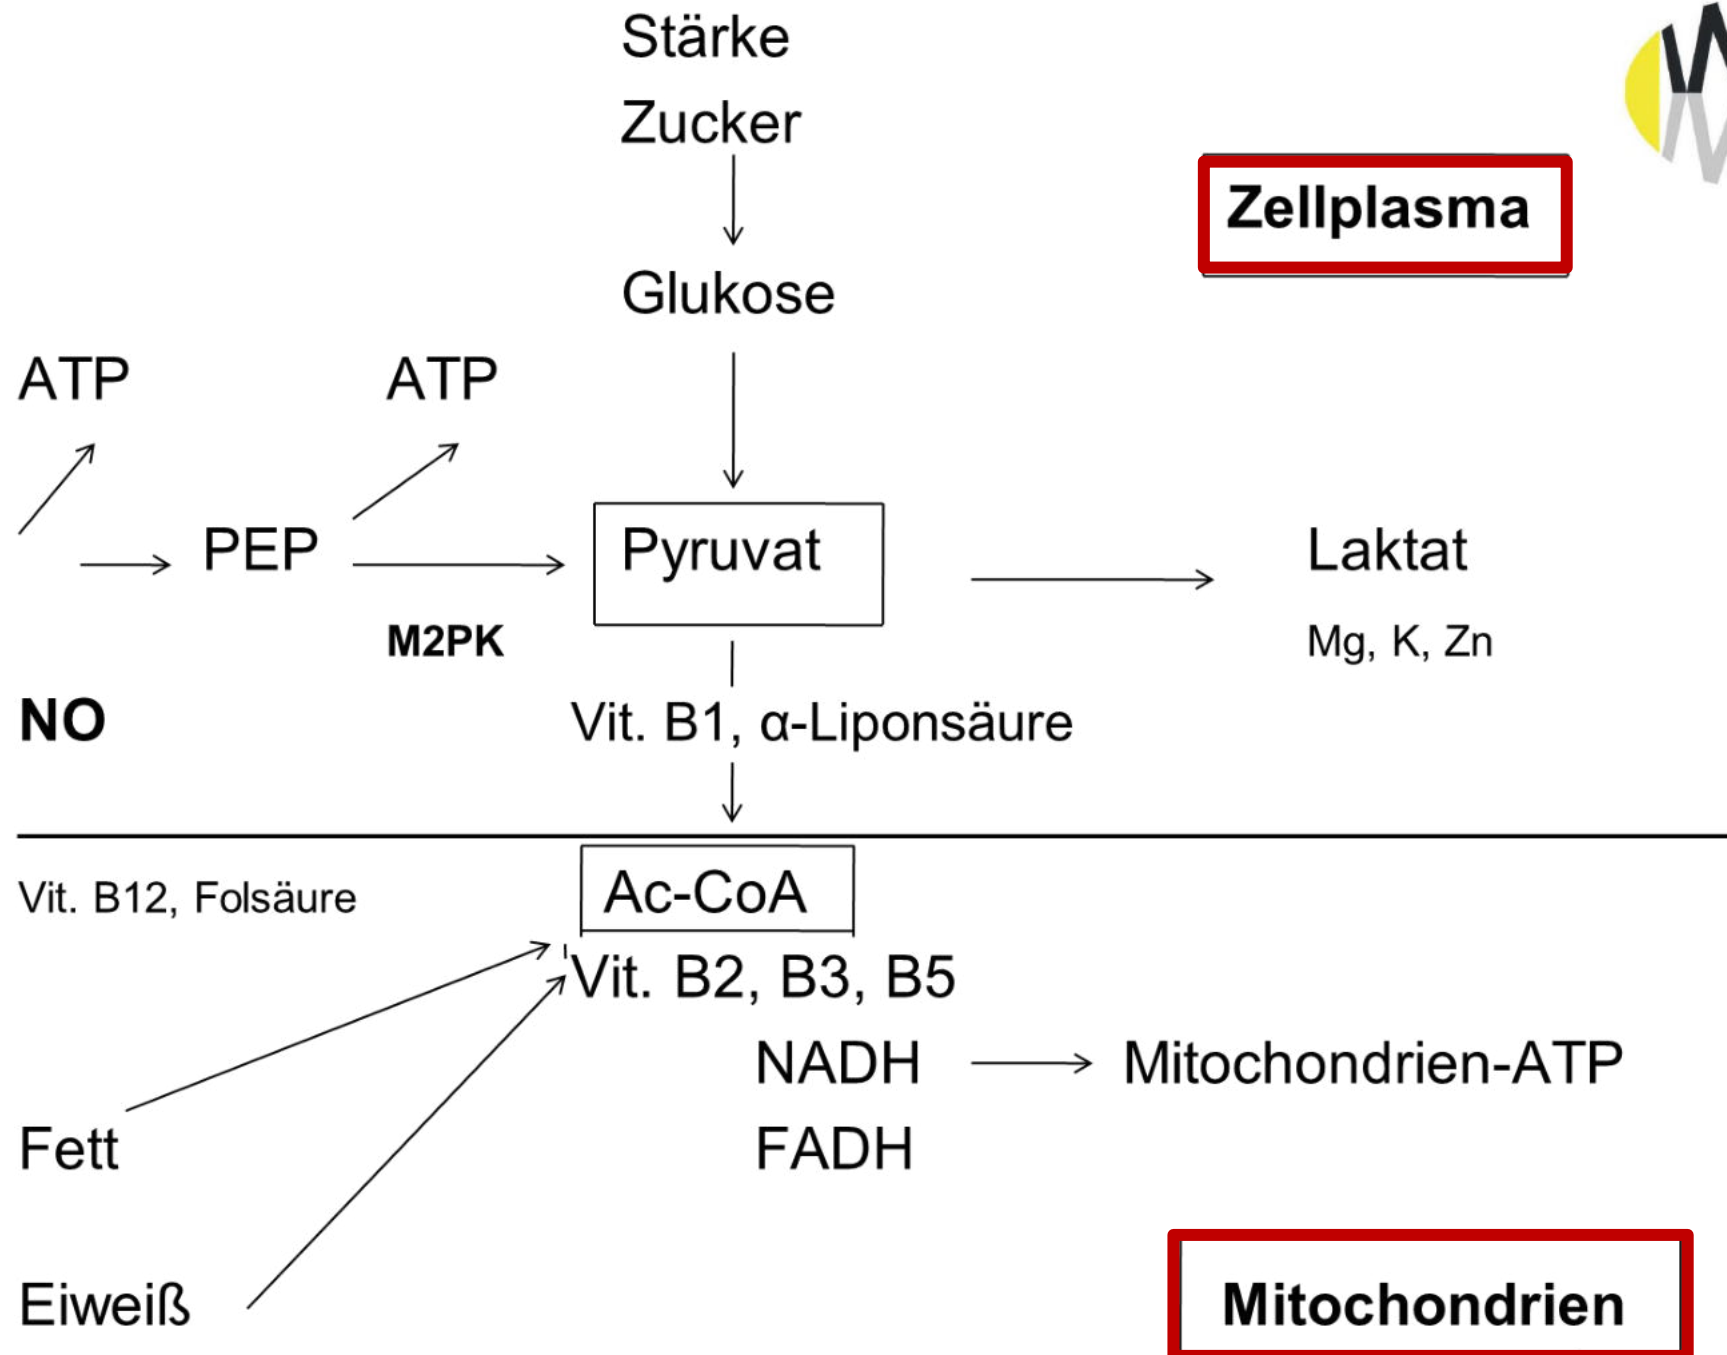 Stärke
Zucker
Zellplasma
Glukose
ATP ATP
PEP Pyruvat Laktat
M2PK Mg, K, Zn
NO Vit. B1, α-Liponsäure
Vit. B12, Folsäure Ac-CoA
Vit. B2, B3, B5
NADH Mitochondrien-ATP
Fett FADH
Eiweiß Mitochondrien